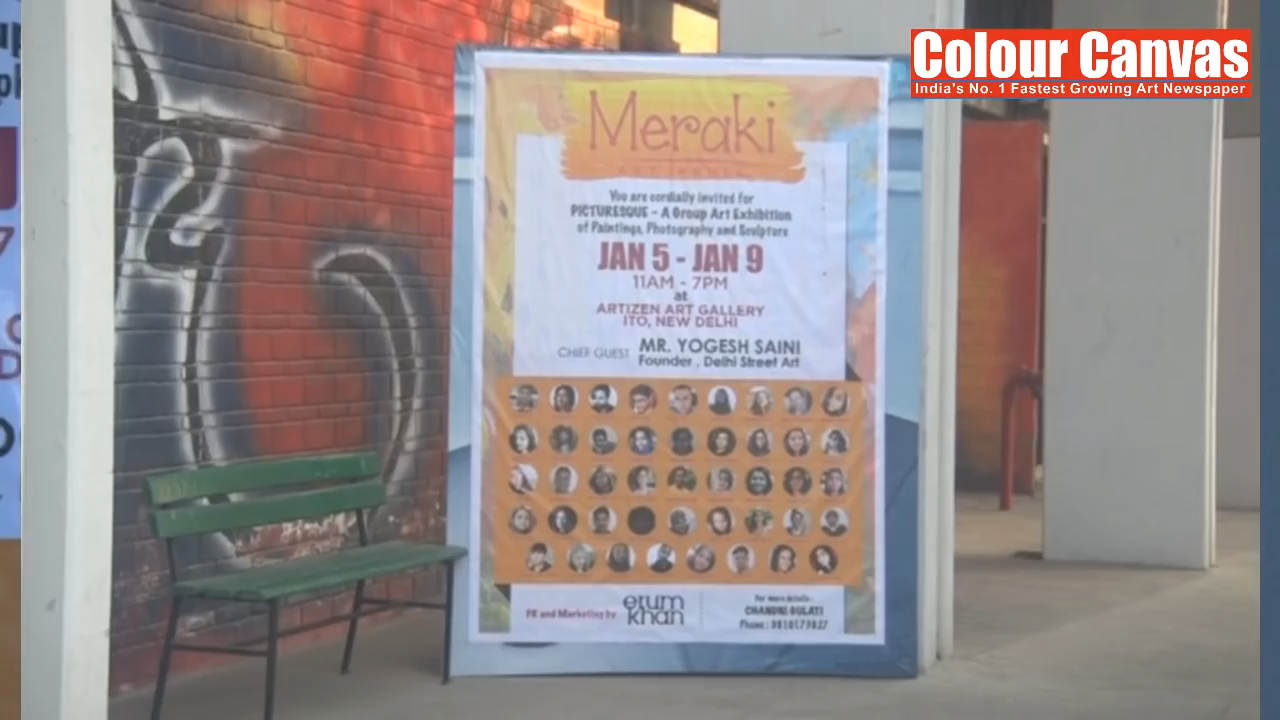 Colour Canvas
India's No. 1 Fastest Growing Art Newspaper
Meraki
You are cordially invited for
PICTURESQUE - A Group Art Exhibition
of Paintings, Photography and Sculpture
JAN 5 - JAN 9
11AM - 7PM
at
ARTIZEN ART GALLERY
ITO, NEW DELHI
CHIEF GUEST MR. YOGESH SAINI
Founder , Delhi Street Art
PR and Marketing by erum khan
For more details :
CHANDNI GULATI
Phone :